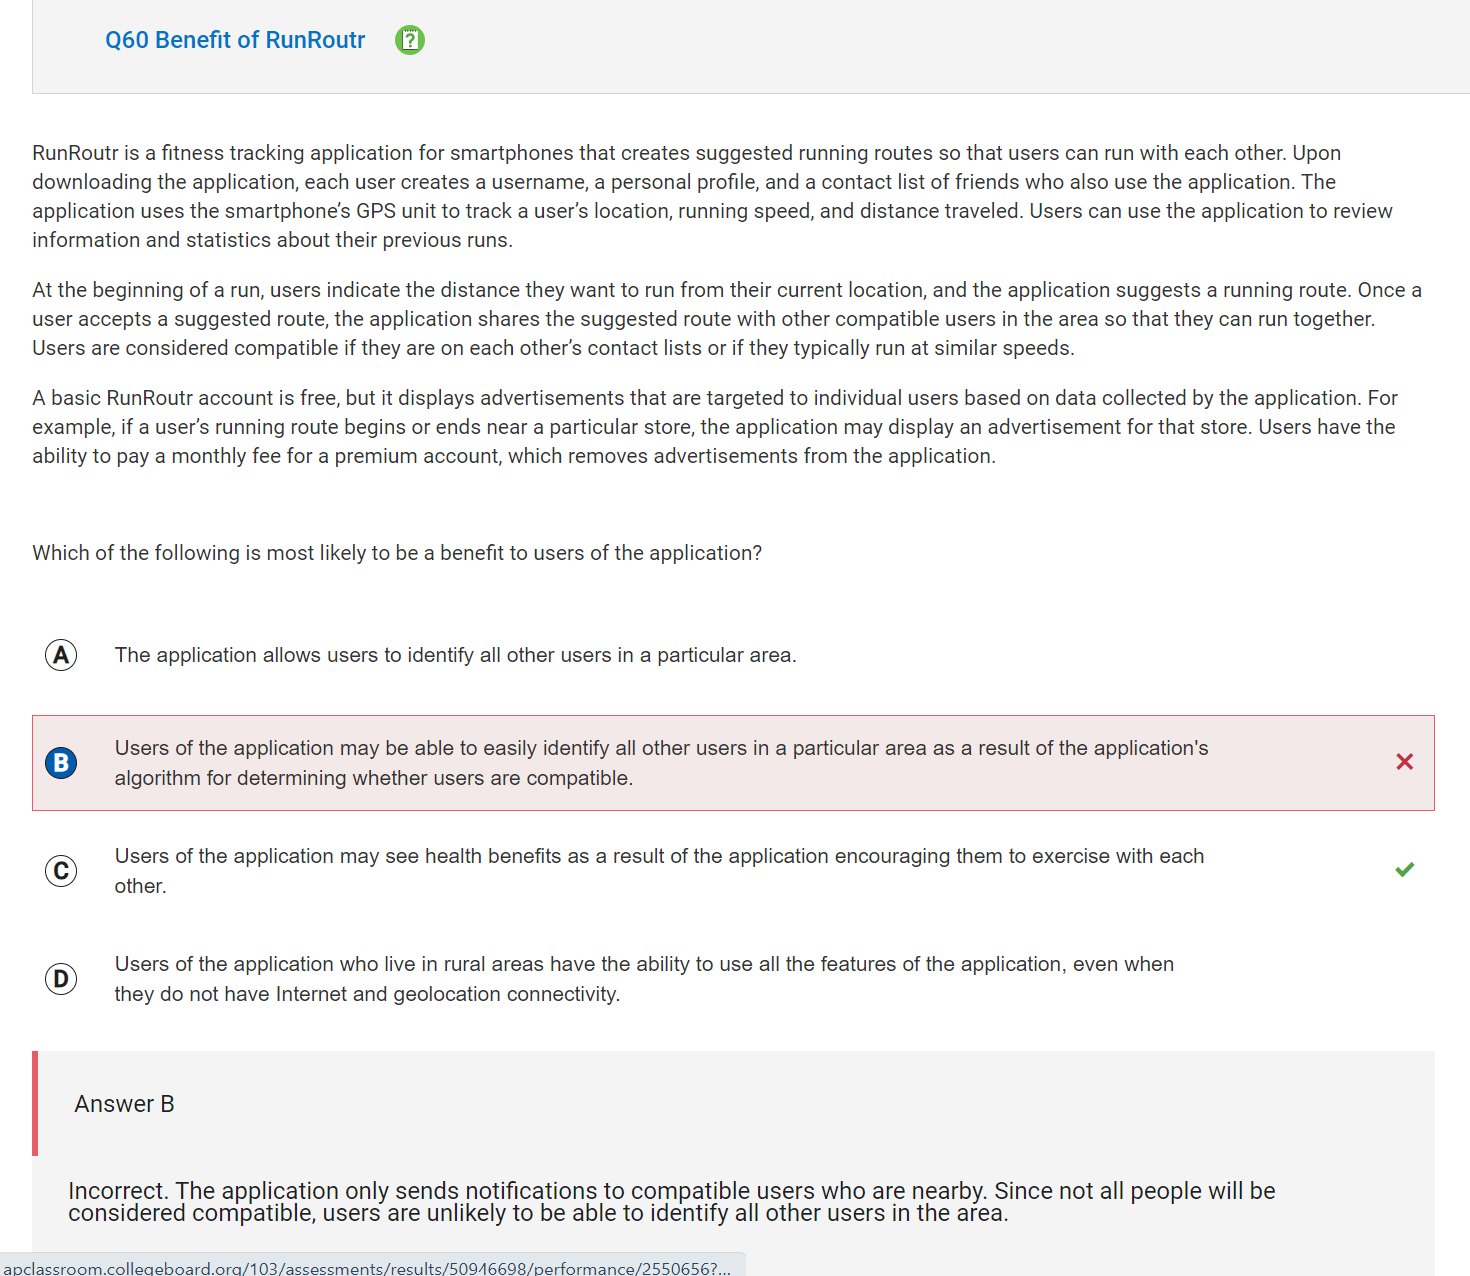 Q60 Benefit of RunRoutr
RunRoutr is a fitness tracking application for smartphones that creates suggested running routes so that users can run with each other. Upon
downloading the application, each user creates a username, a personal profile, and a contact list of friends who also use the application. The
application uses the smartphone’s GPS unit to track a user’s location, running speed, and distance traveled. Users can use the application to review
information and statistics about their previous runs.
At the beginning of a run, users indicate the distance they want to run from their current location, and the application suggests a running route. Once a
user accepts a suggested route, the application shares the suggested route with other compatible users in the area so that they can run together.
Users are considered compatible if they are on each other’s contact lists or if they typically run at similar speeds.
A basic RunRoutr account is free, but it displays advertisements that are targeted to individual users based on data collected by the application. For
example, if a user’s running route begins or ends near a particular store, the application may display an advertisement for that store. Users have the
ability to pay a monthly fee for a premium account, which removes advertisements from the application.
Which of the following is most likely to be a benefit to users of the application?
A The application allows users to identify all other users in a particular area.
B Users of the application may be able to easily identify all other users in a particular area as a result of the application's
algorithm for determining whether users are compatible.
C Users of the application may see health benefits as a result of the application encouraging them to exercise with each
other.
D Users of the application who live in rural areas have the ability to use all the features of the application, even when
they do not have Internet and geolocation connectivity.
Answer B
Incorrect. The application only sends notifications to compatible users who are nearby. Since not all people will be
considered compatible, users are unlikely to be able to identify all other users in the area.
apclassroom.collegeboard.org/103/assessments/results/50946698/performance/2550656?...